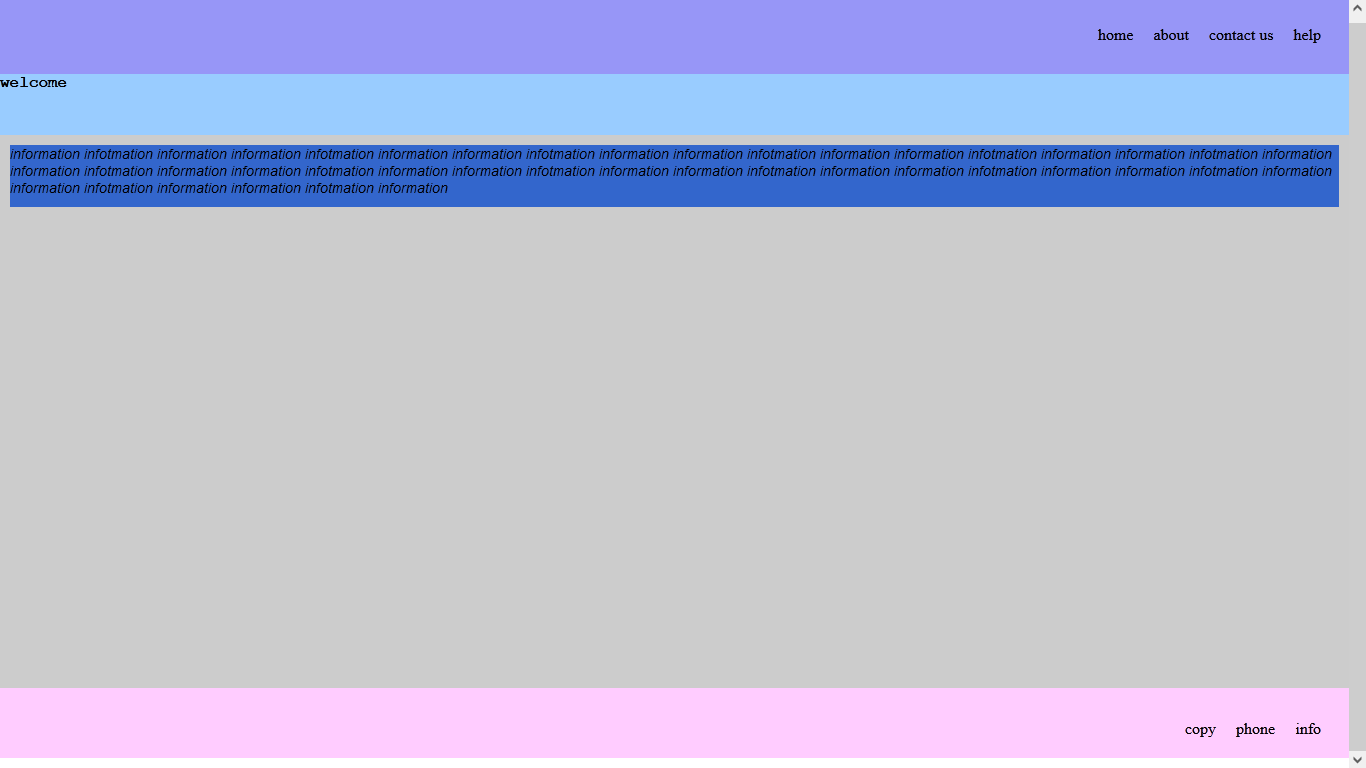 home about contact us help
welcome
information infotmation information information infotmation information information infotmation information information infotmation information information infotmation information information infotmation information
information infotmation information information infotmation information information infotmation information information infotmation information information infotmation information information infotmation information
information infotmation information information infotmation information
copy phone info